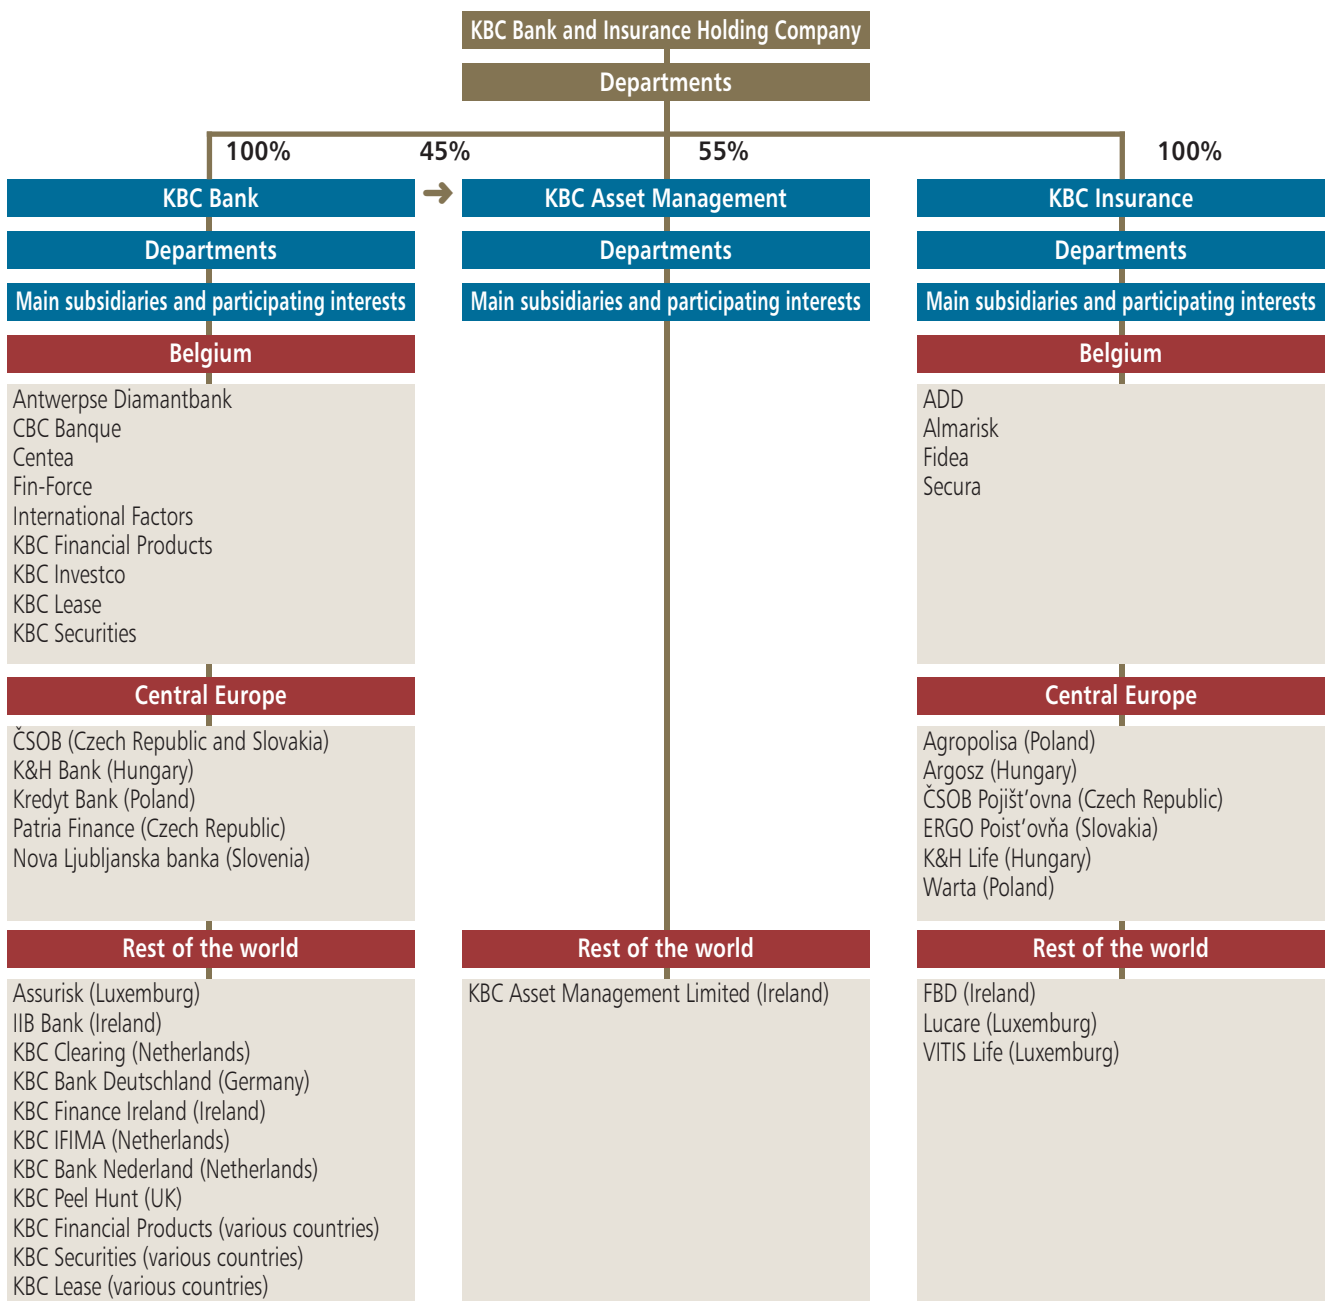 KBC Bank and Insurance Holding Company
Departments
100%
45%
55%
100%
KBC Bank
➜
KBC Asset Management
KBC Insurance
Departments
Departments
Departments
Main subsidiaries and participating interests
Main subsidiaries and participating interests
Main subsidiaries and participating interests
Belgium
Antwerpse Diamantbank
CBC Banque
Centea
Fin-Force
International Factors
KBC Financial Products
KBC Investco
KBC Lease
KBC Securities
Belgium
ADD
Almarisk
Fidea
Secura
Central Europe
ČSOB (Czech Republic and Slovakia)
K&H Bank (Hungary)
Kredyt Bank (Poland)
Patria Finance (Czech Republic)
Nova Ljubljanska banka (Slovenia)
Central Europe
Agropolisa (Poland)
Argosz (Hungary)
ČSOB Pojišt’ovna (Czech Republic)
ERGO Poist’ovňa (Slovakia)
K&H Life (Hungary)
Warta (Poland)
Rest of the world
Assurisk (Luxemburg)
IIB Bank (Ireland)
KBC Clearing (Netherlands)
KBC Bank Deutschland (Germany)
KBC Finance Ireland (Ireland)
KBC IFIMA (Netherlands)
KBC Bank Nederland (Netherlands)
KBC Peel Hunt (UK)
KBC Financial Products (various countries)
KBC Securities (various countries)
KBC Lease (various countries)
Rest of the world
KBC Asset Management Limited (Ireland)
Rest of the world
FBD (Ireland)
Lucare (Luxemburg)
VITIS Life (Luxemburg)